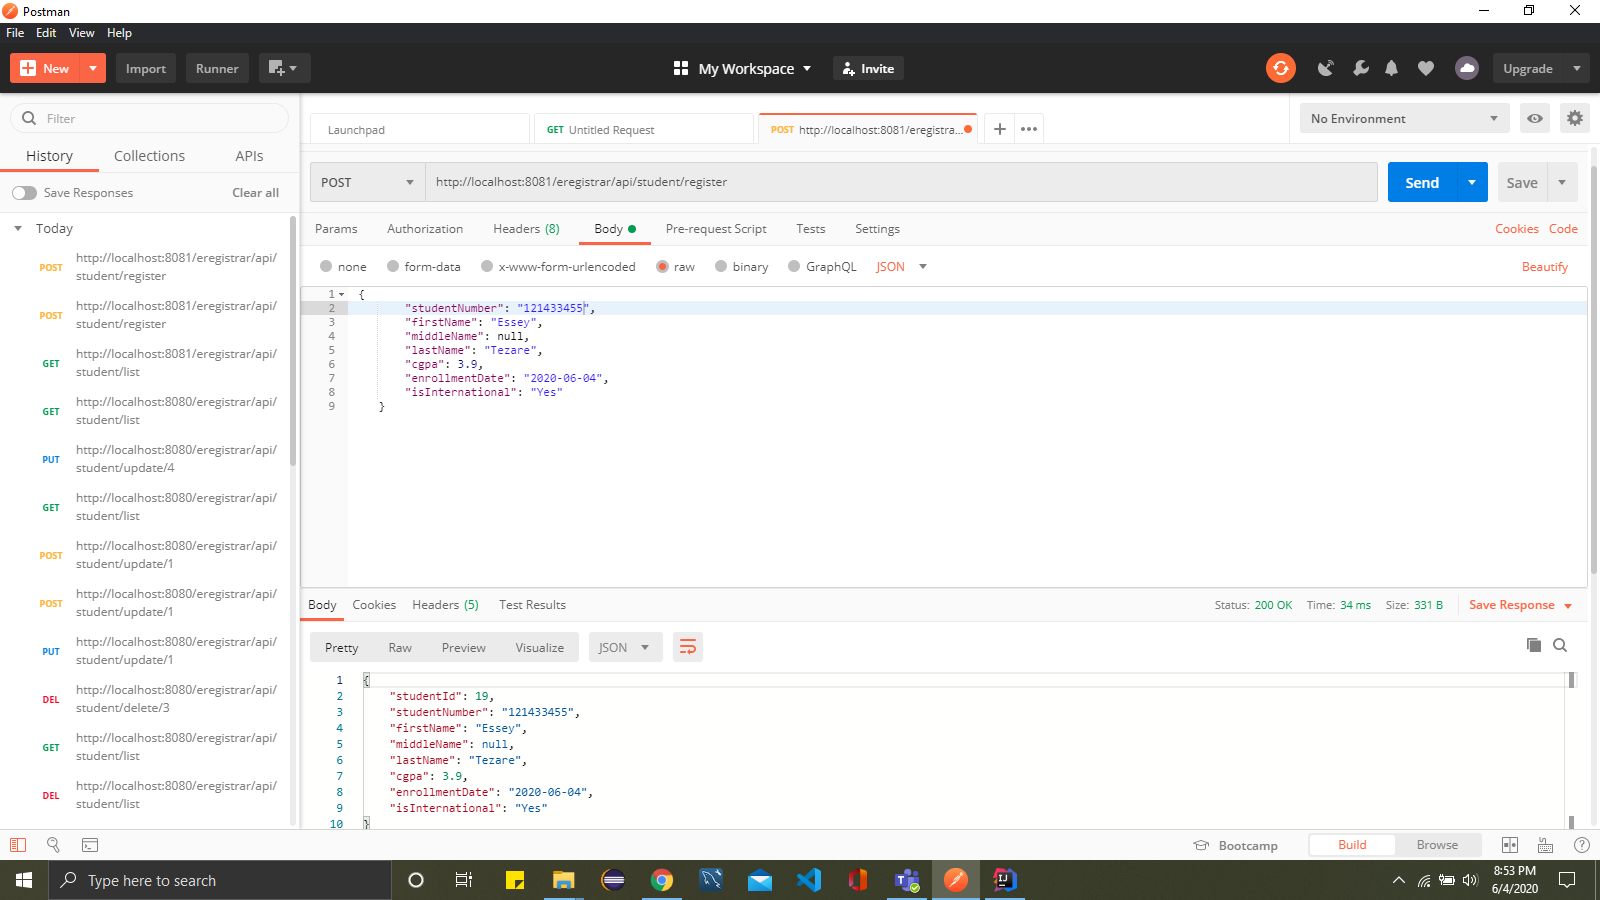 Postman
File Edit View Help
New Import Runner My Workspace Invite Upgrade
Filter
History Collections APIs
Save Responses Clear all
Today
POST http://localhost:8081/eregistrar/api/
student/register
POST http://localhost:8081/eregistrar/api/
student/register
GET http://localhost:8081/eregistrar/api/
student/list
GET http://localhost:8080/eregistrar/api/
student/list
PUT http://localhost:8080/eregistrar/api/
student/update/4
GET http://localhost:8080/eregistrar/api/
student/list
POST http://localhost:8080/eregistrar/api/
student/update/1
POST http://localhost:8080/eregistrar/api/
student/update/1
PUT http://localhost:8080/eregistrar/api/
student/update/1
DEL http://localhost:8080/eregistrar/api/
student/delete/3
GET http://localhost:8080/eregistrar/api/
student/list
DEL http://localhost:8080/eregistrar/api/
student/list
Launchpad GET Untitled Request POST http://localhost:8081/eregistra... + ••• No Environment
POST http://localhost:8081/eregistrar/api/student/register Send Save
Params Authorization Headers (8) Body Pre-request Script Tests Settings Cookies Code
none form-data x-www-form-urlencoded raw binary GraphQL JSON Beautify
1 {
2 "studentNumber": "121433455",
3 "firstName": "Essey",
4 "middleName": null,
5 "lastName": "Tezare",
6 "cgpa": 3.9,
7 "enrollmentDate": "2020-06-04",
8 "isInternational": "Yes"
9 }
Body Cookies Headers (5) Test Results Status: 200 OK Time: 34 ms Size: 331 B Save Response
Pretty Raw Preview Visualize JSON
1 {
2 "studentId": 19,
3 "studentNumber": "121433455",
4 "firstName": "Essey",
5 "middleName": null,
6 "lastName": "Tezare",
7 "cgpa": 3.9,
8 "enrollmentDate": "2020-06-04",
9 "isInternational": "Yes"
10 }
Bootcamp Build Browse
Type here to search
8:53 PM
6/4/2020